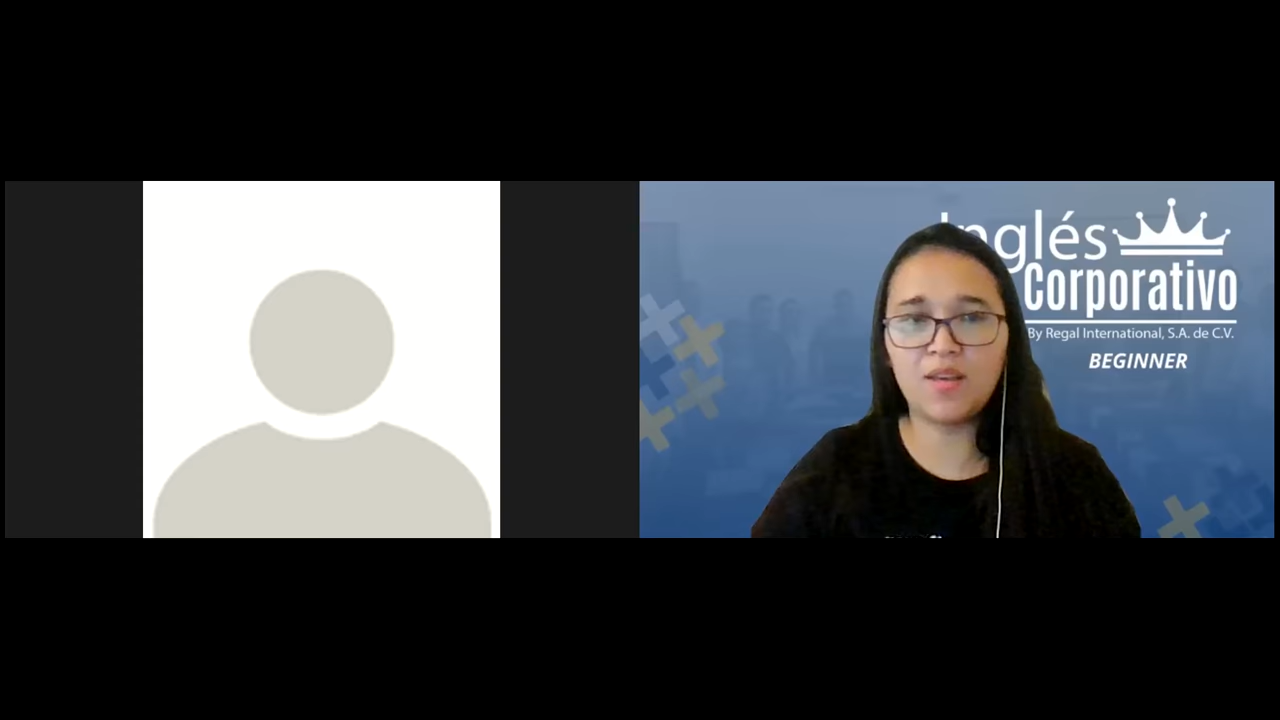 Inglés
Corporativo
By Regal International, S.A. de C.V.
BEGINNER